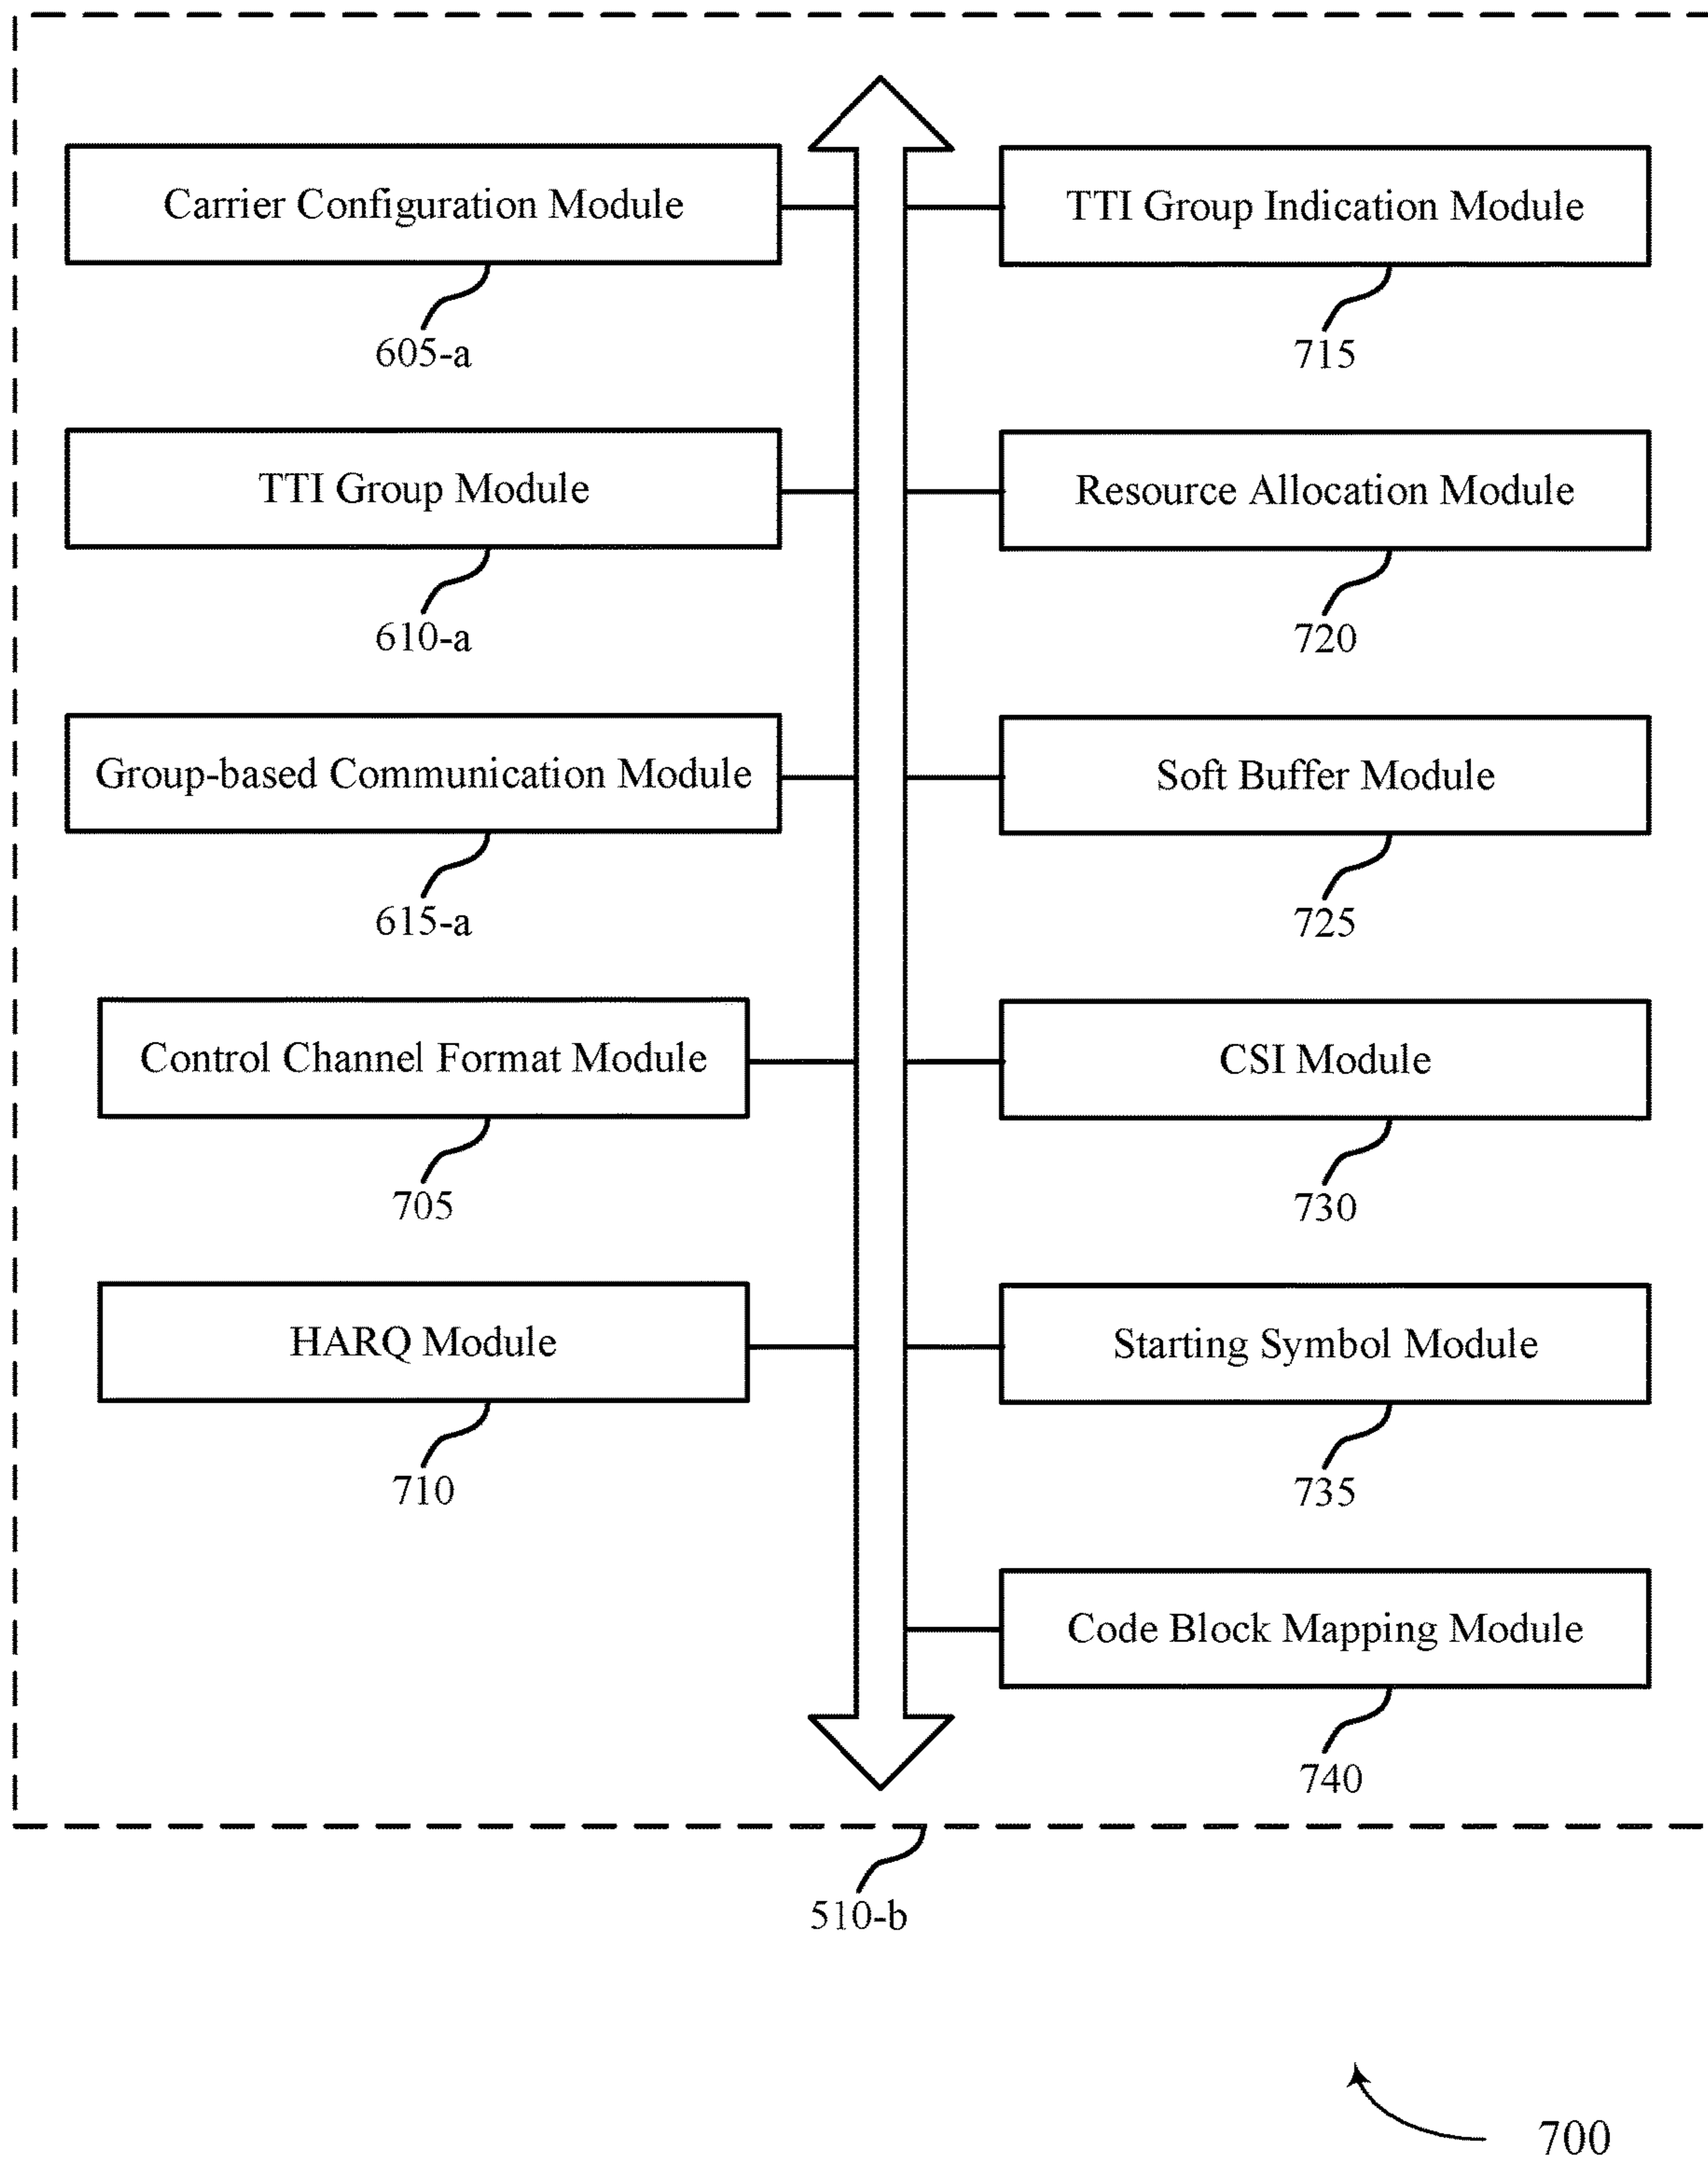 Carrier Configuration Module
605-a
TTI Group Module
610-a
Group-based Communication Module
615-a
Control Channel Format Module
705
HARQ Module
710
TTI Group Indication Module
715
Resource Allocation Module
720
Soft Buffer Module
725
CSI Module
730
Starting Symbol Module
735
Code Block Mapping Module
740
510-b
700